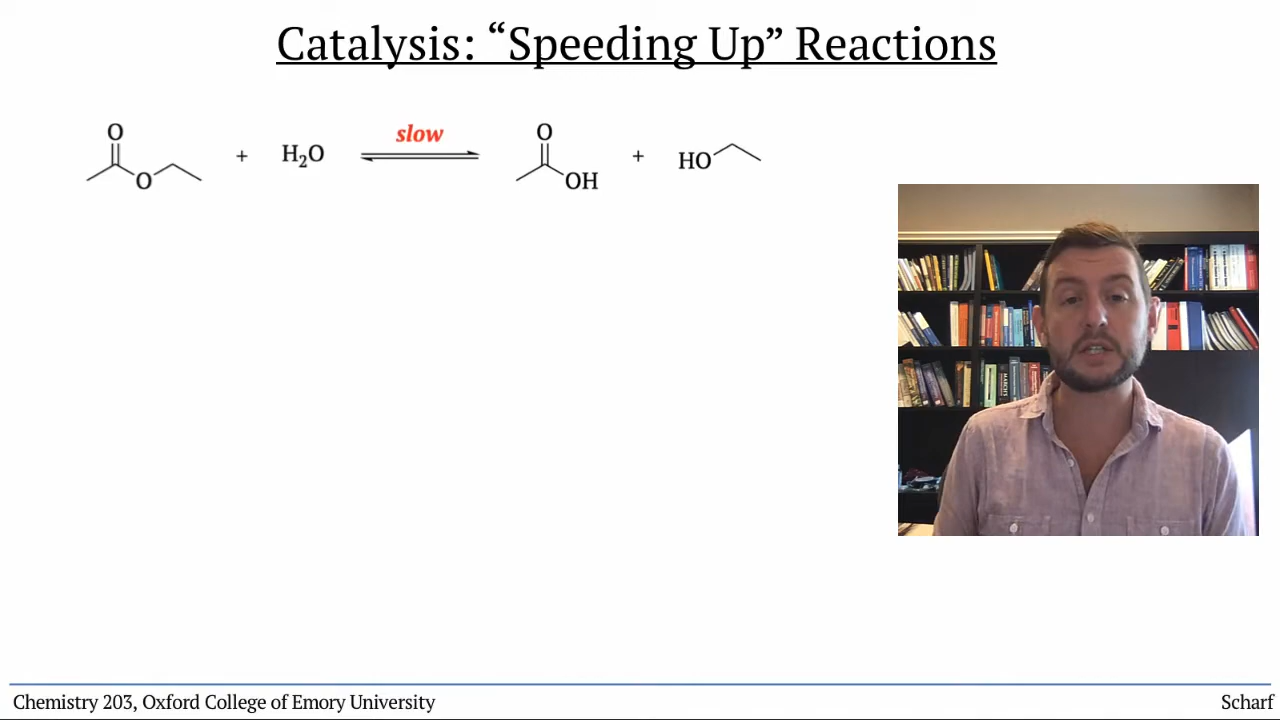 Catalysis: “Speeding Up” Reactions
slow
O
O
+
H₂O
O
OH
+
HO
Chemistry 203, Oxford College of Emory University
Scharf